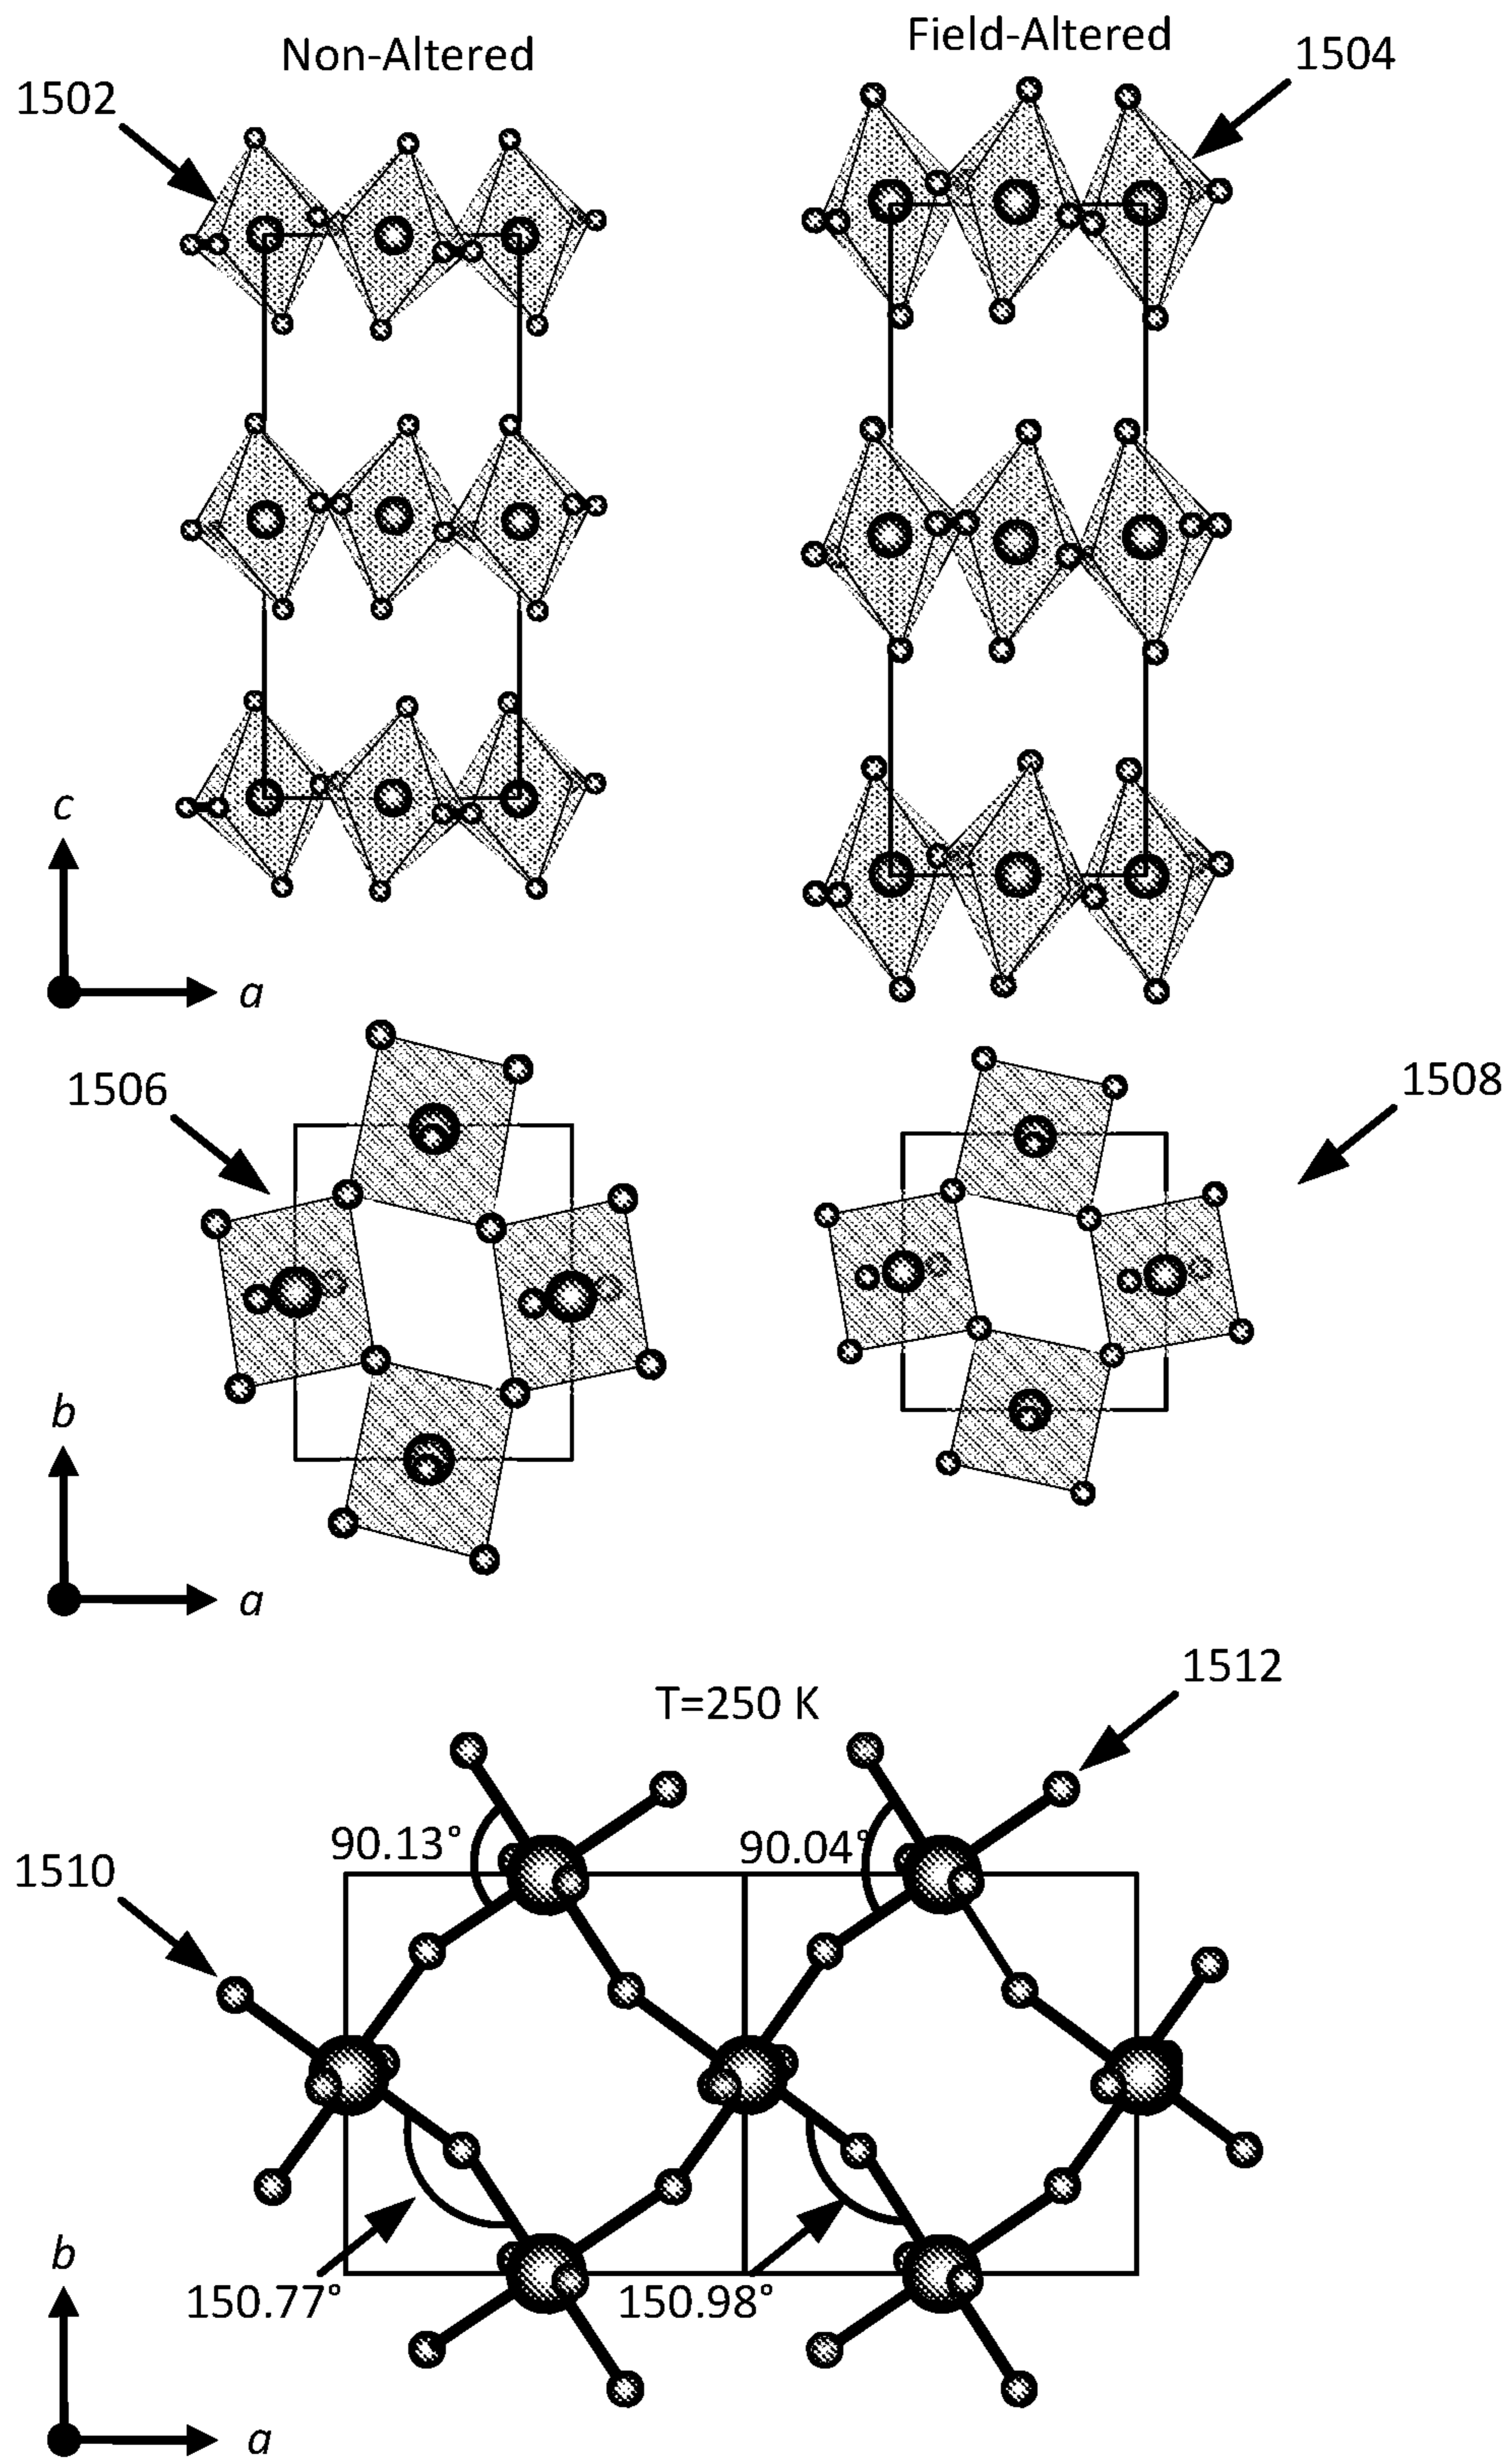 Non-Altered
Field-Altered
1502
1504
c
a
1506
1508
b
a
T=250 K
1512
90.13°
90.04°
1510
150.77°
150.98°
b
a